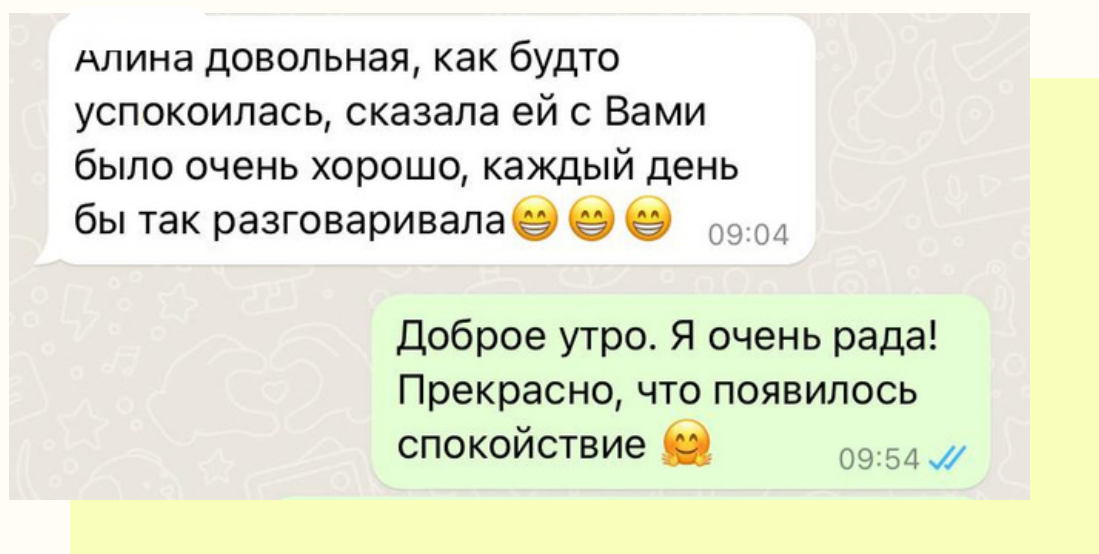 Алина довольная, как будто
успокоилась, сказала ей с Вами
было очень хорошо, каждый день
бы так разговаривала😁😁😁 09:04
Доброе утро. Я очень рада!
Прекрасно, что появилось
спокойствие 🤗 09:54